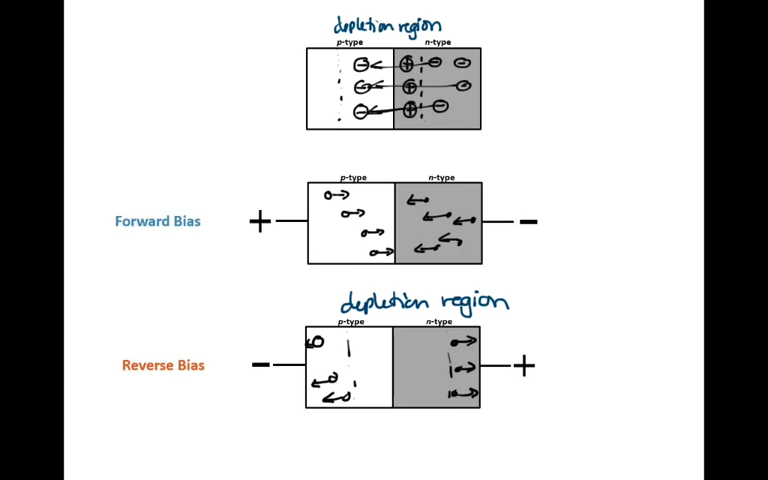 depletion region
p-type n-type
⊖ ⊕ ⊖ ⊖
⊖ ⊕ ⊖
⊖ ⊕ ⊖
p-type n-type
Forward Bias + −
depletion region
p-type n-type
Reverse Bias − +